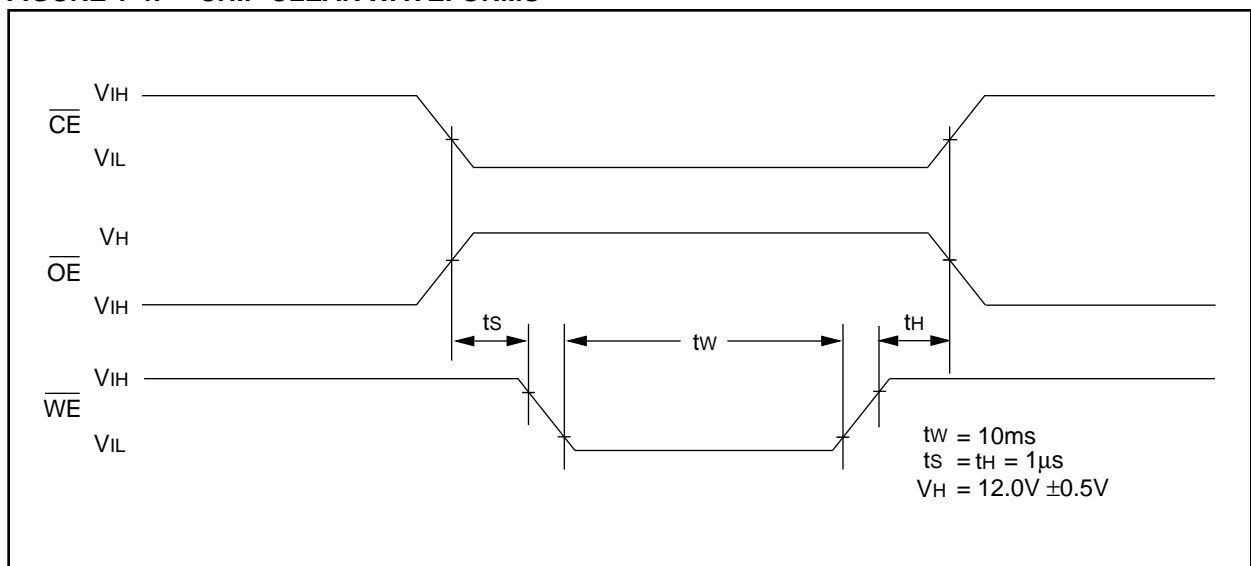 VIH
CE
VIL
VH
OE
VIH
tS
tW
tH
VIH
WE
VIL
tW = 10ms
tS = tH = 1μs
VH = 12.0V ±0.5V